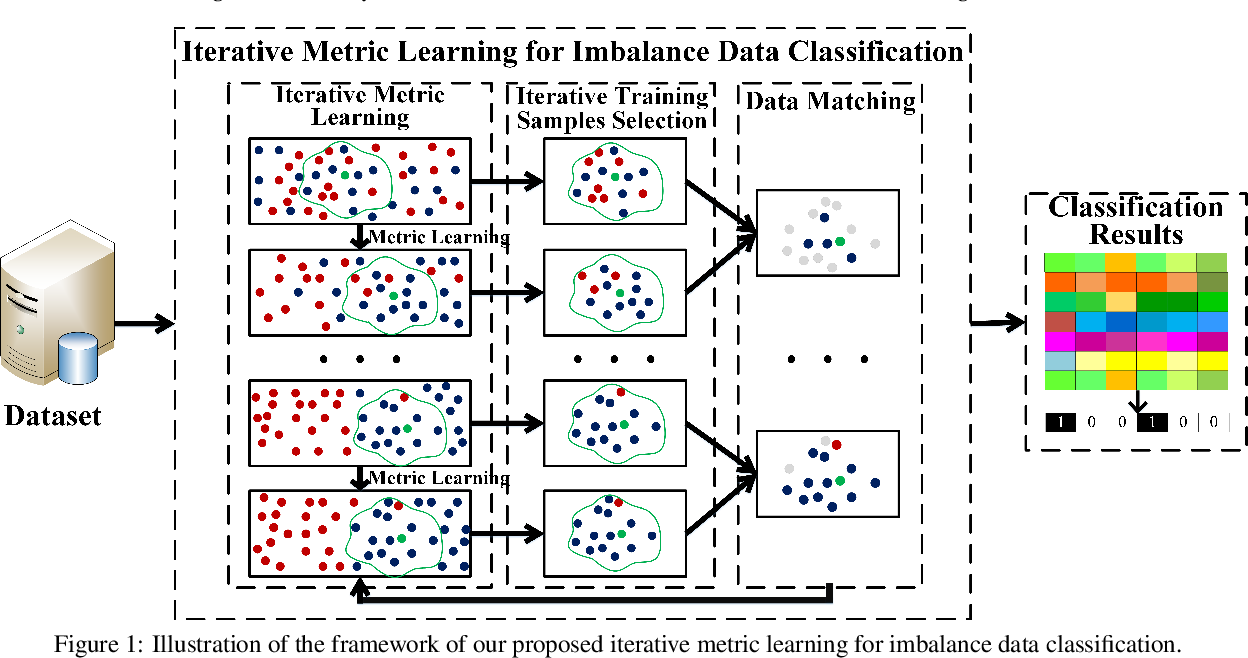 Iterative Metric Learning for Imbalance Data Classification
Iterative Metric
Learning
Iterative Training
Samples Selection
Data Matching
Metric Learning
Metric Learning
Dataset
Classification
Results
1 0 0 1 0 0
Figure 1: Illustration of the framework of our proposed iterative metric learning for imbalance data classification.